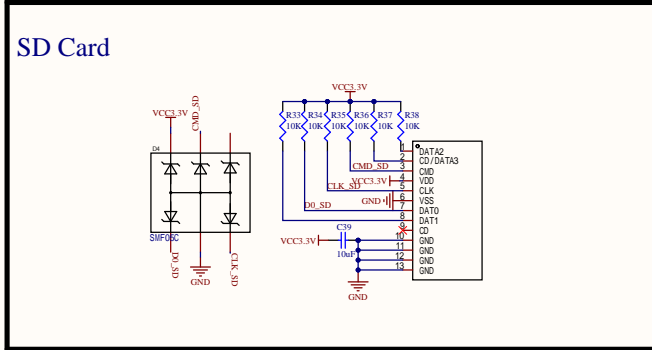 SD Card
VCC3.3V
CMD_SD
D4
SMF05C
D0_SD
GND
CLK_SD
VCC3.3V
R33 R34 R35 R36 R37 R38
10K 10K 10K 10K 10K 10K
1 DATA2
2 CD/DATA3
CMD_SD 3 CMD
VCC3.3V 4 VDD
CLK_SD 5 CLK
GND 6 VSS
D0_SD 7 DAT0
8 DAT1
9 CD
C39
VCC3.3V 10 GND
10uF 11 GND
12 GND
13 GND
GND